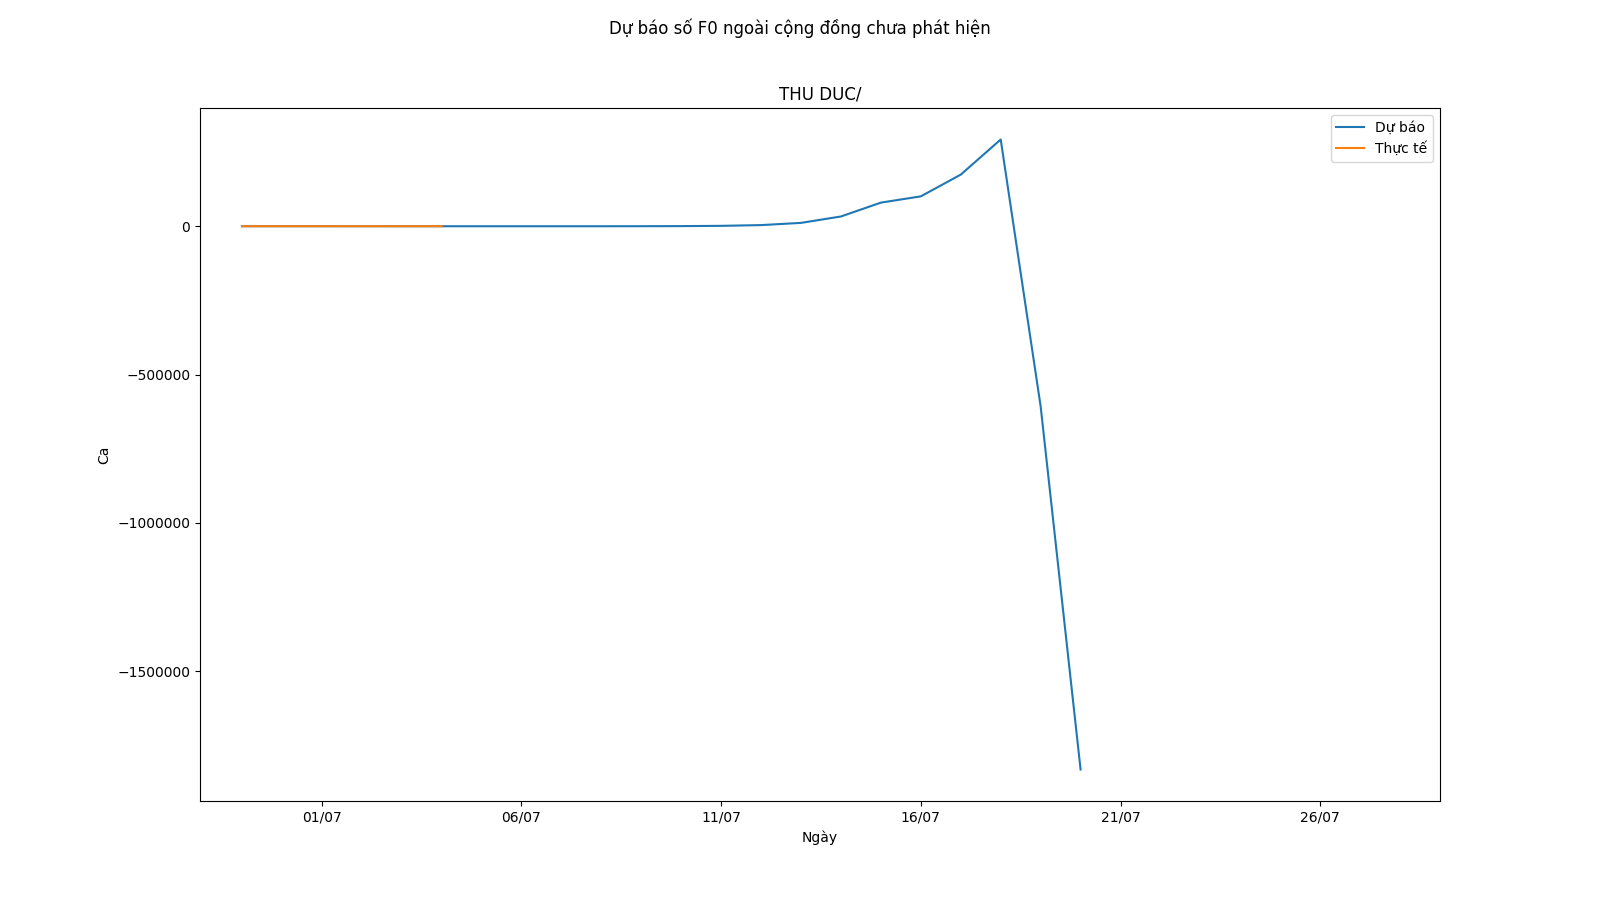 Dự báo số F0 ngoài cộng đồng chưa phát hiện
THU DUC/
Dự báo
Thực tế
0
−500000
−1000000
−1500000
Ca
01/07
06/07
11/07
16/07
21/07
26/07
Ngày